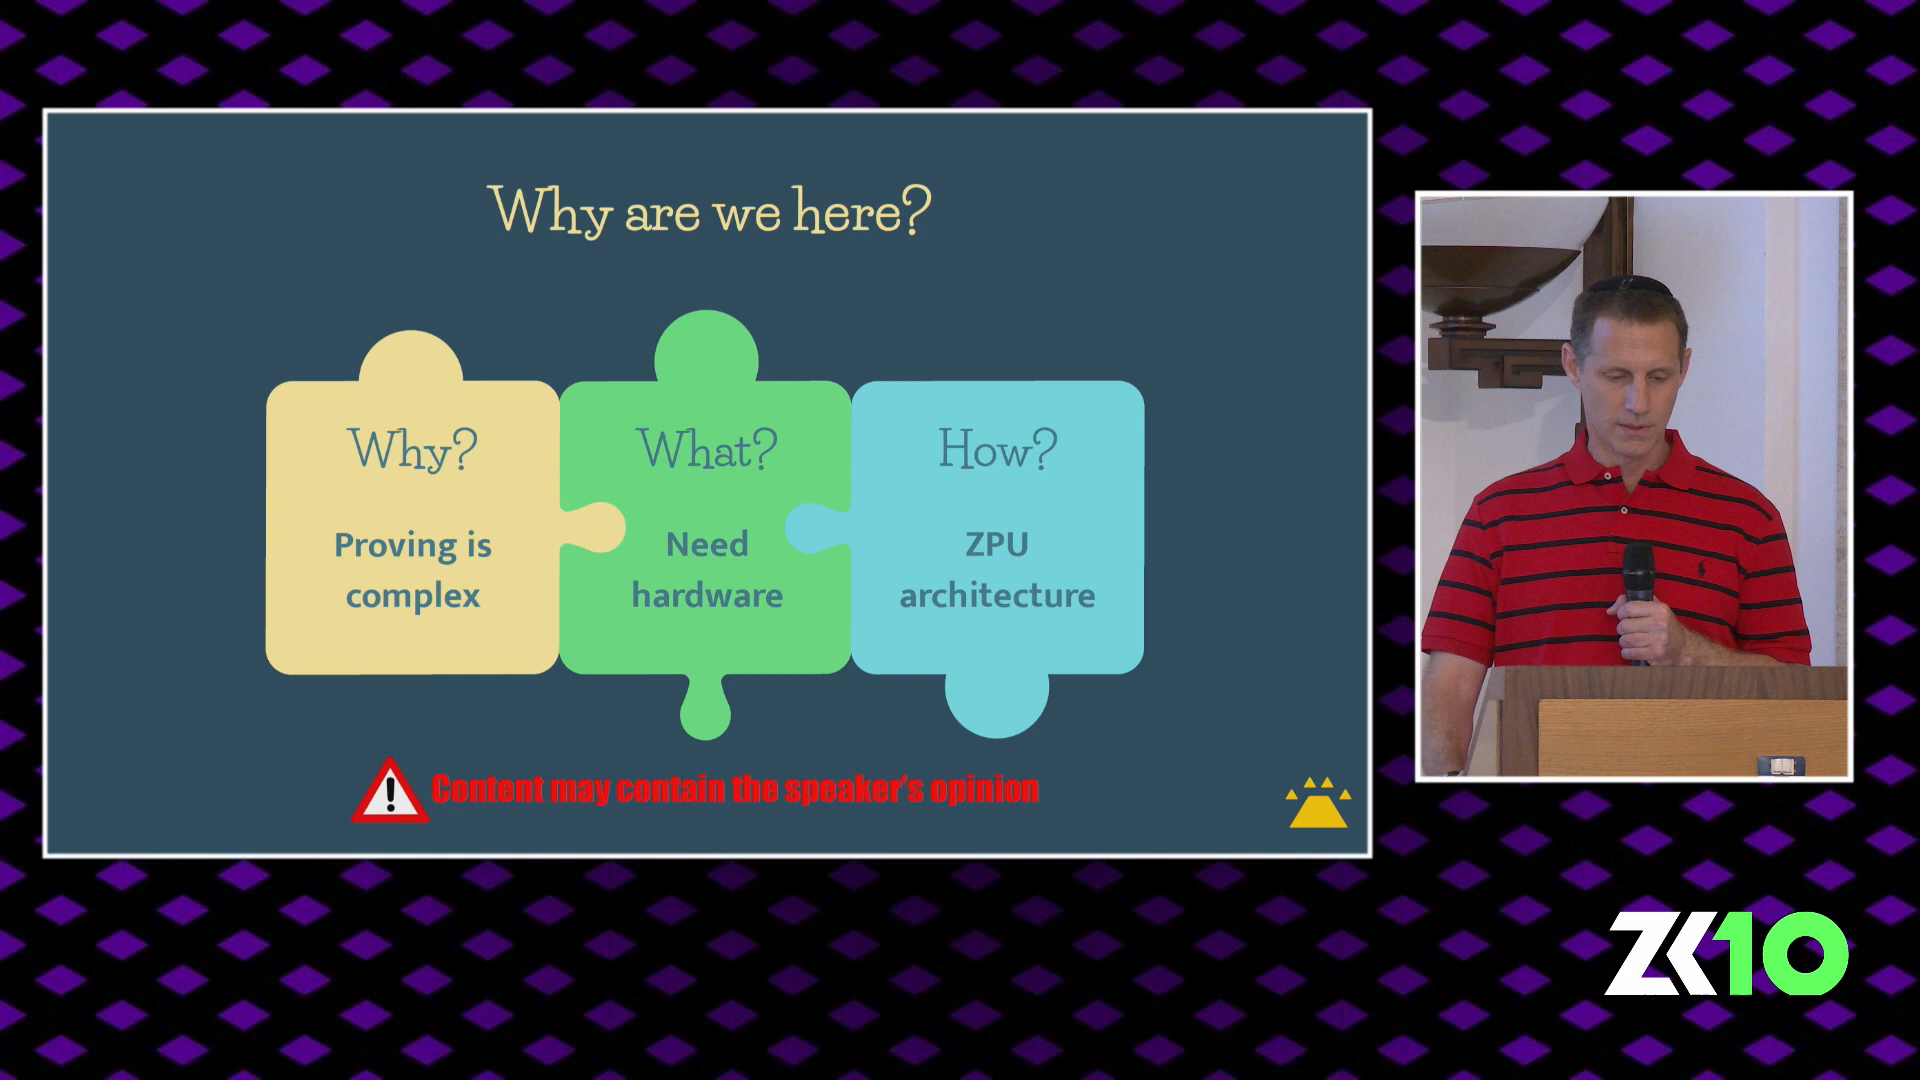 Why are we here?
Why?
Proving is
complex
What?
Need
hardware
How?
ZPU
architecture
Content may contain the speaker's opinion
ZK10